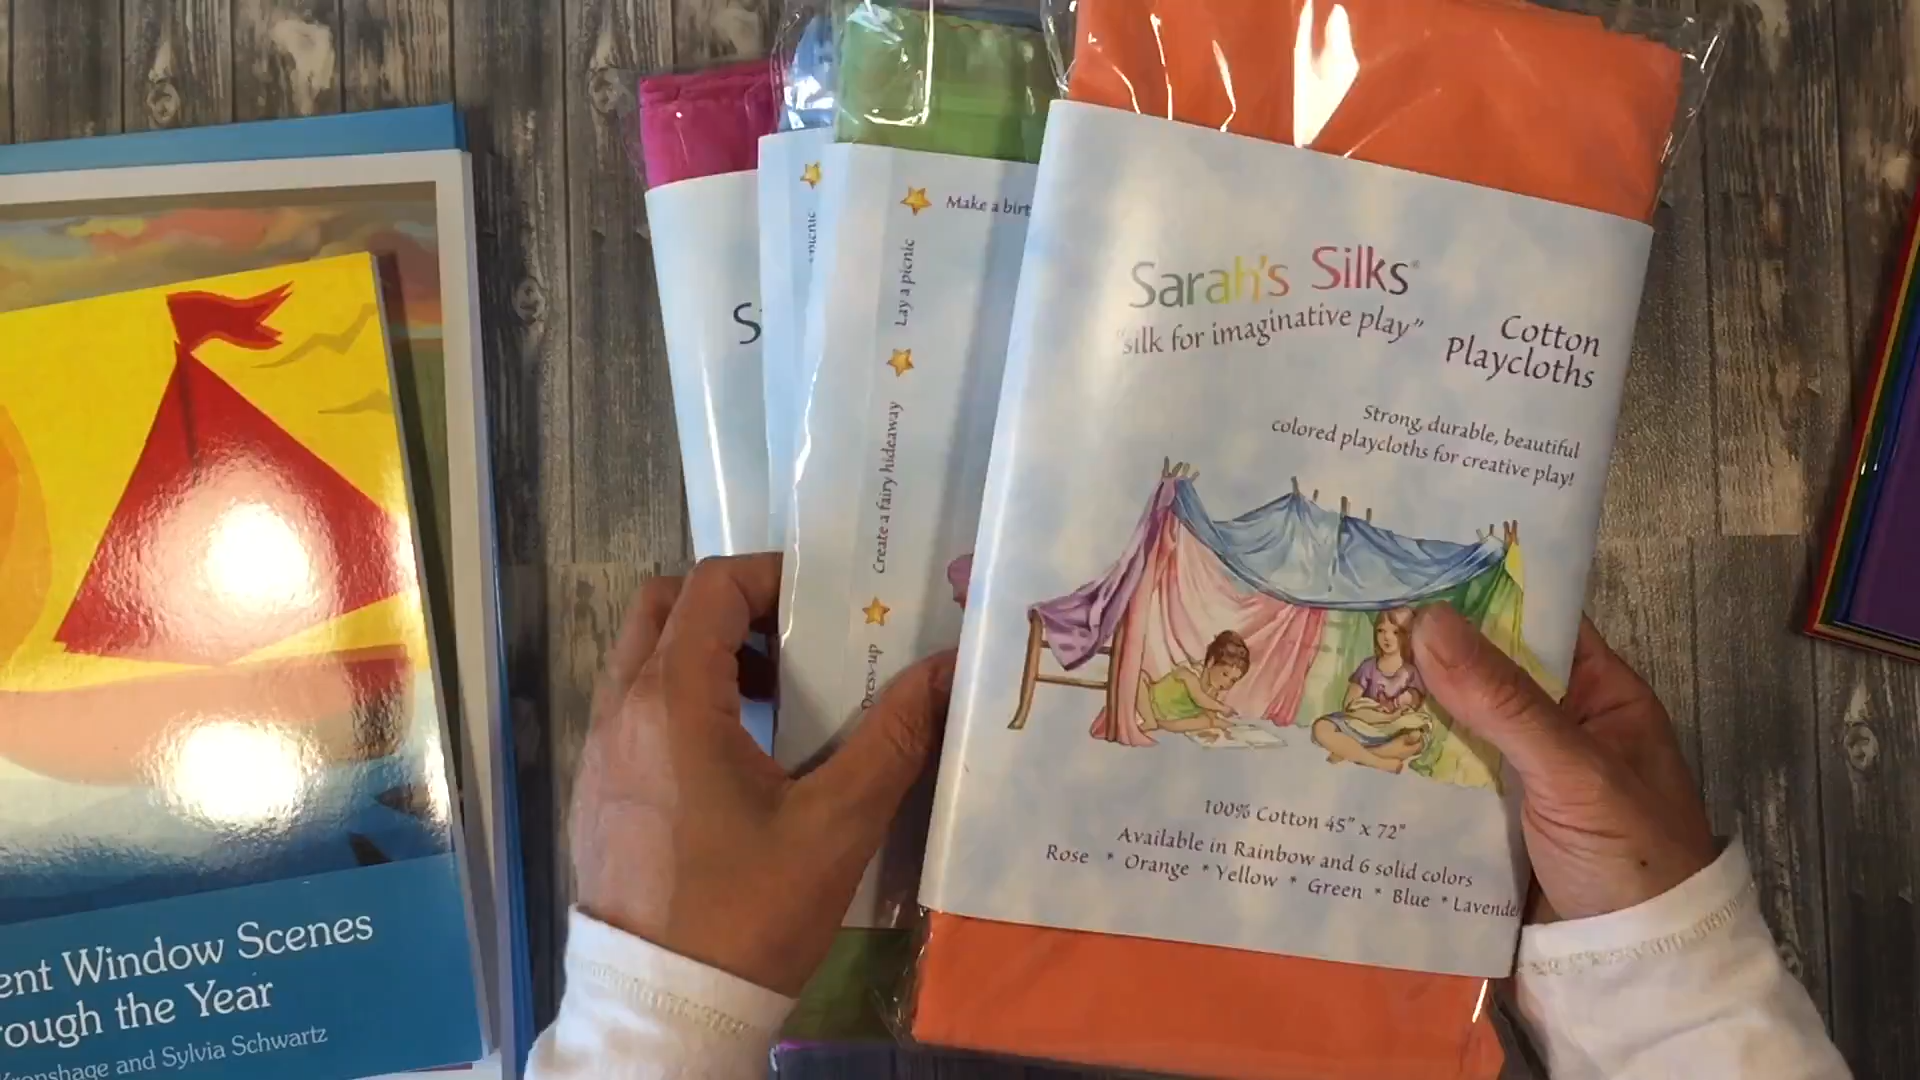 Sarah's Silks®
"silk for imaginative play"
Cotton
Playcloths
Strong, durable, beautiful
colored playcloths for creative play!
100% Cotton 45" x 72"
Available in Rainbow and 6 solid colors
Rose * Orange * Yellow * Green * Blue * Lavender
Make a birt
Lay a picnic
Create a fairy hideaway
Dress-up
picnic
S
ent Window Scenes
rough the Year
and Sylvia Schwartz